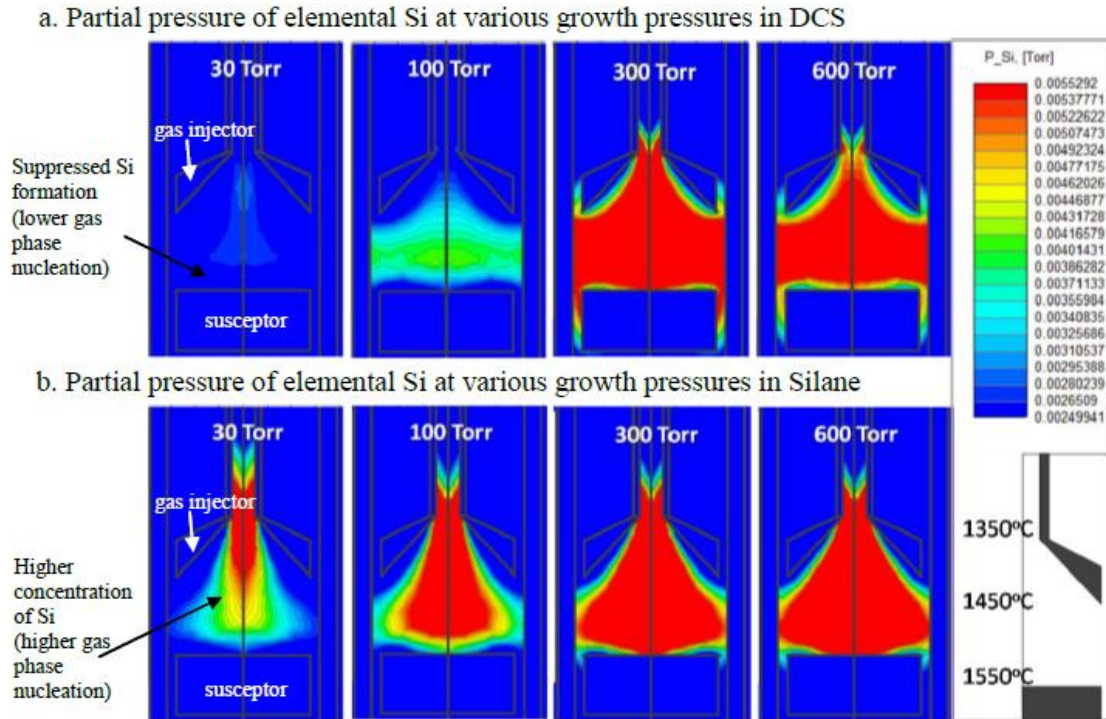 a. Partial pressure of elemental Si at various growth pressures in DCS
30 Torr
100 Torr
300 Torr
600 Torr
gas injector
Suppressed Si
formation
(lower gas
phase
nucleation)
susceptor
P_Si, [Torr]
0.0055292
0.00537771
0.00522622
0.00507473
0.00492324
0.00477175
0.00462026
0.00446877
0.00431728
0.00416579
0.00401431
0.00386282
0.00371133
0.00355984
0.00340835
0.00325686
0.00310537
0.00295388
0.00280239
0.0026509
0.00249941
b. Partial pressure of elemental Si at various growth pressures in Silane
30 Torr
100 Torr
300 Torr
600 Torr
gas injector
Higher
concentration
of Si
(higher gas
phase
nucleation)
susceptor
1350°C
1450°C
1550°C